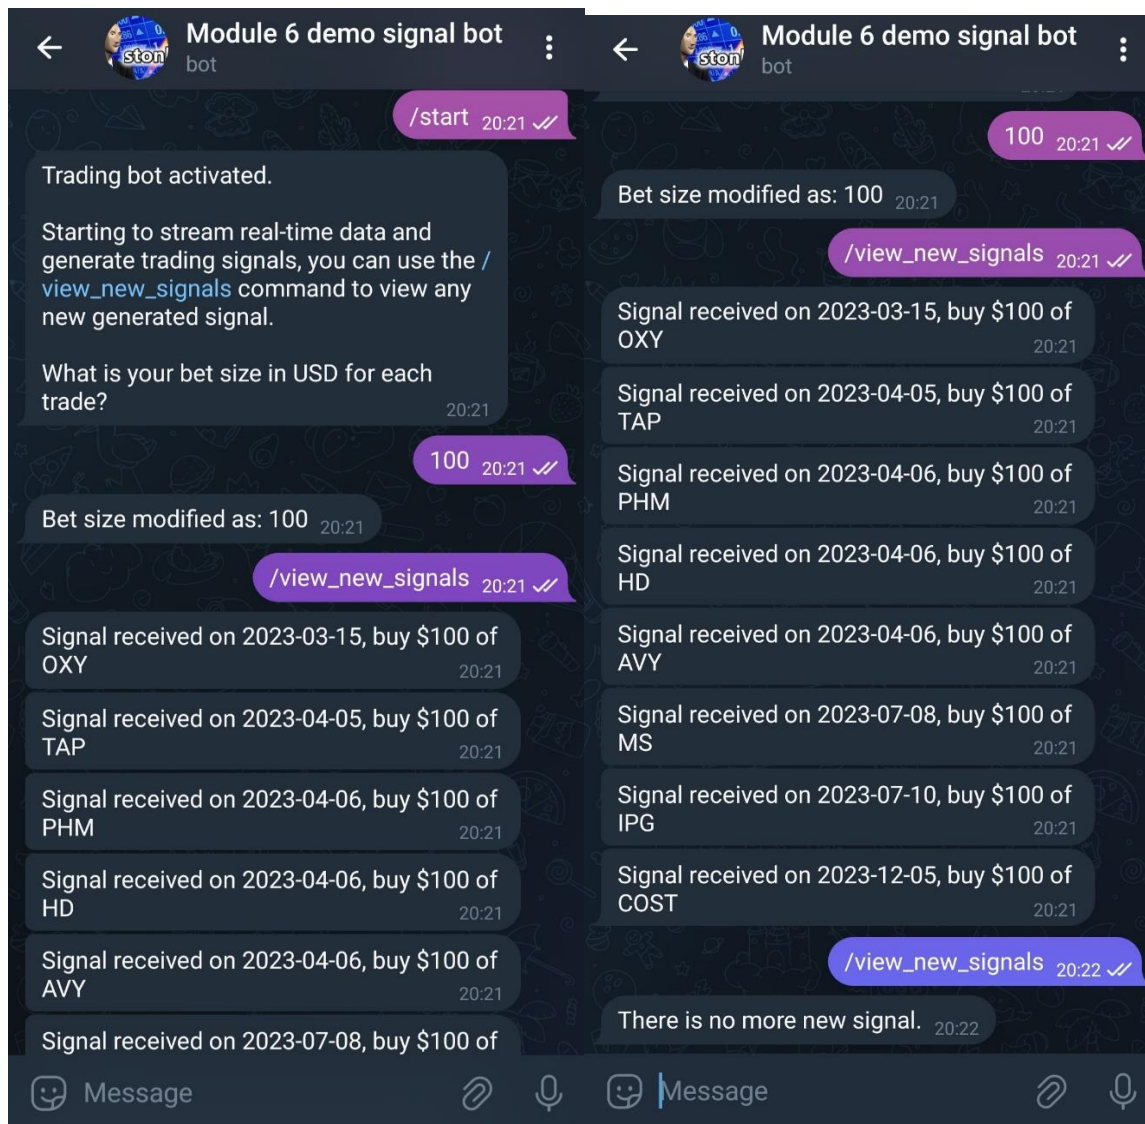 Module 6 demo signal bot
bot
/start 20:21
Trading bot activated.
Starting to stream real-time data and
generate trading signals, you can use the /
view_new_signals command to view any
new generated signal.
What is your bet size in USD for each
trade?
20:21
100 20:21
Bet size modified as: 100 20:21
/view_new_signals 20:21
Signal received on 2023-03-15, buy $100 of
OXY 20:21
Signal received on 2023-04-05, buy $100 of
TAP 20:21
Signal received on 2023-04-06, buy $100 of
PHM 20:21
Signal received on 2023-04-06, buy $100 of
HD 20:21
Signal received on 2023-04-06, buy $100 of
AVY 20:21
Signal received on 2023-07-08, buy $100 of
Message
Module 6 demo signal bot
bot
100 20:21
Bet size modified as: 100 20:21
/view_new_signals 20:21
Signal received on 2023-03-15, buy $100 of
OXY 20:21
Signal received on 2023-04-05, buy $100 of
TAP 20:21
Signal received on 2023-04-06, buy $100 of
PHM 20:21
Signal received on 2023-04-06, buy $100 of
HD 20:21
Signal received on 2023-04-06, buy $100 of
AVY 20:21
Signal received on 2023-07-08, buy $100 of
MS 20:21
Signal received on 2023-07-10, buy $100 of
IPG 20:21
Signal received on 2023-12-05, buy $100 of
COST 20:21
/view_new_signals 20:22
There is no more new signal. 20:22
Message